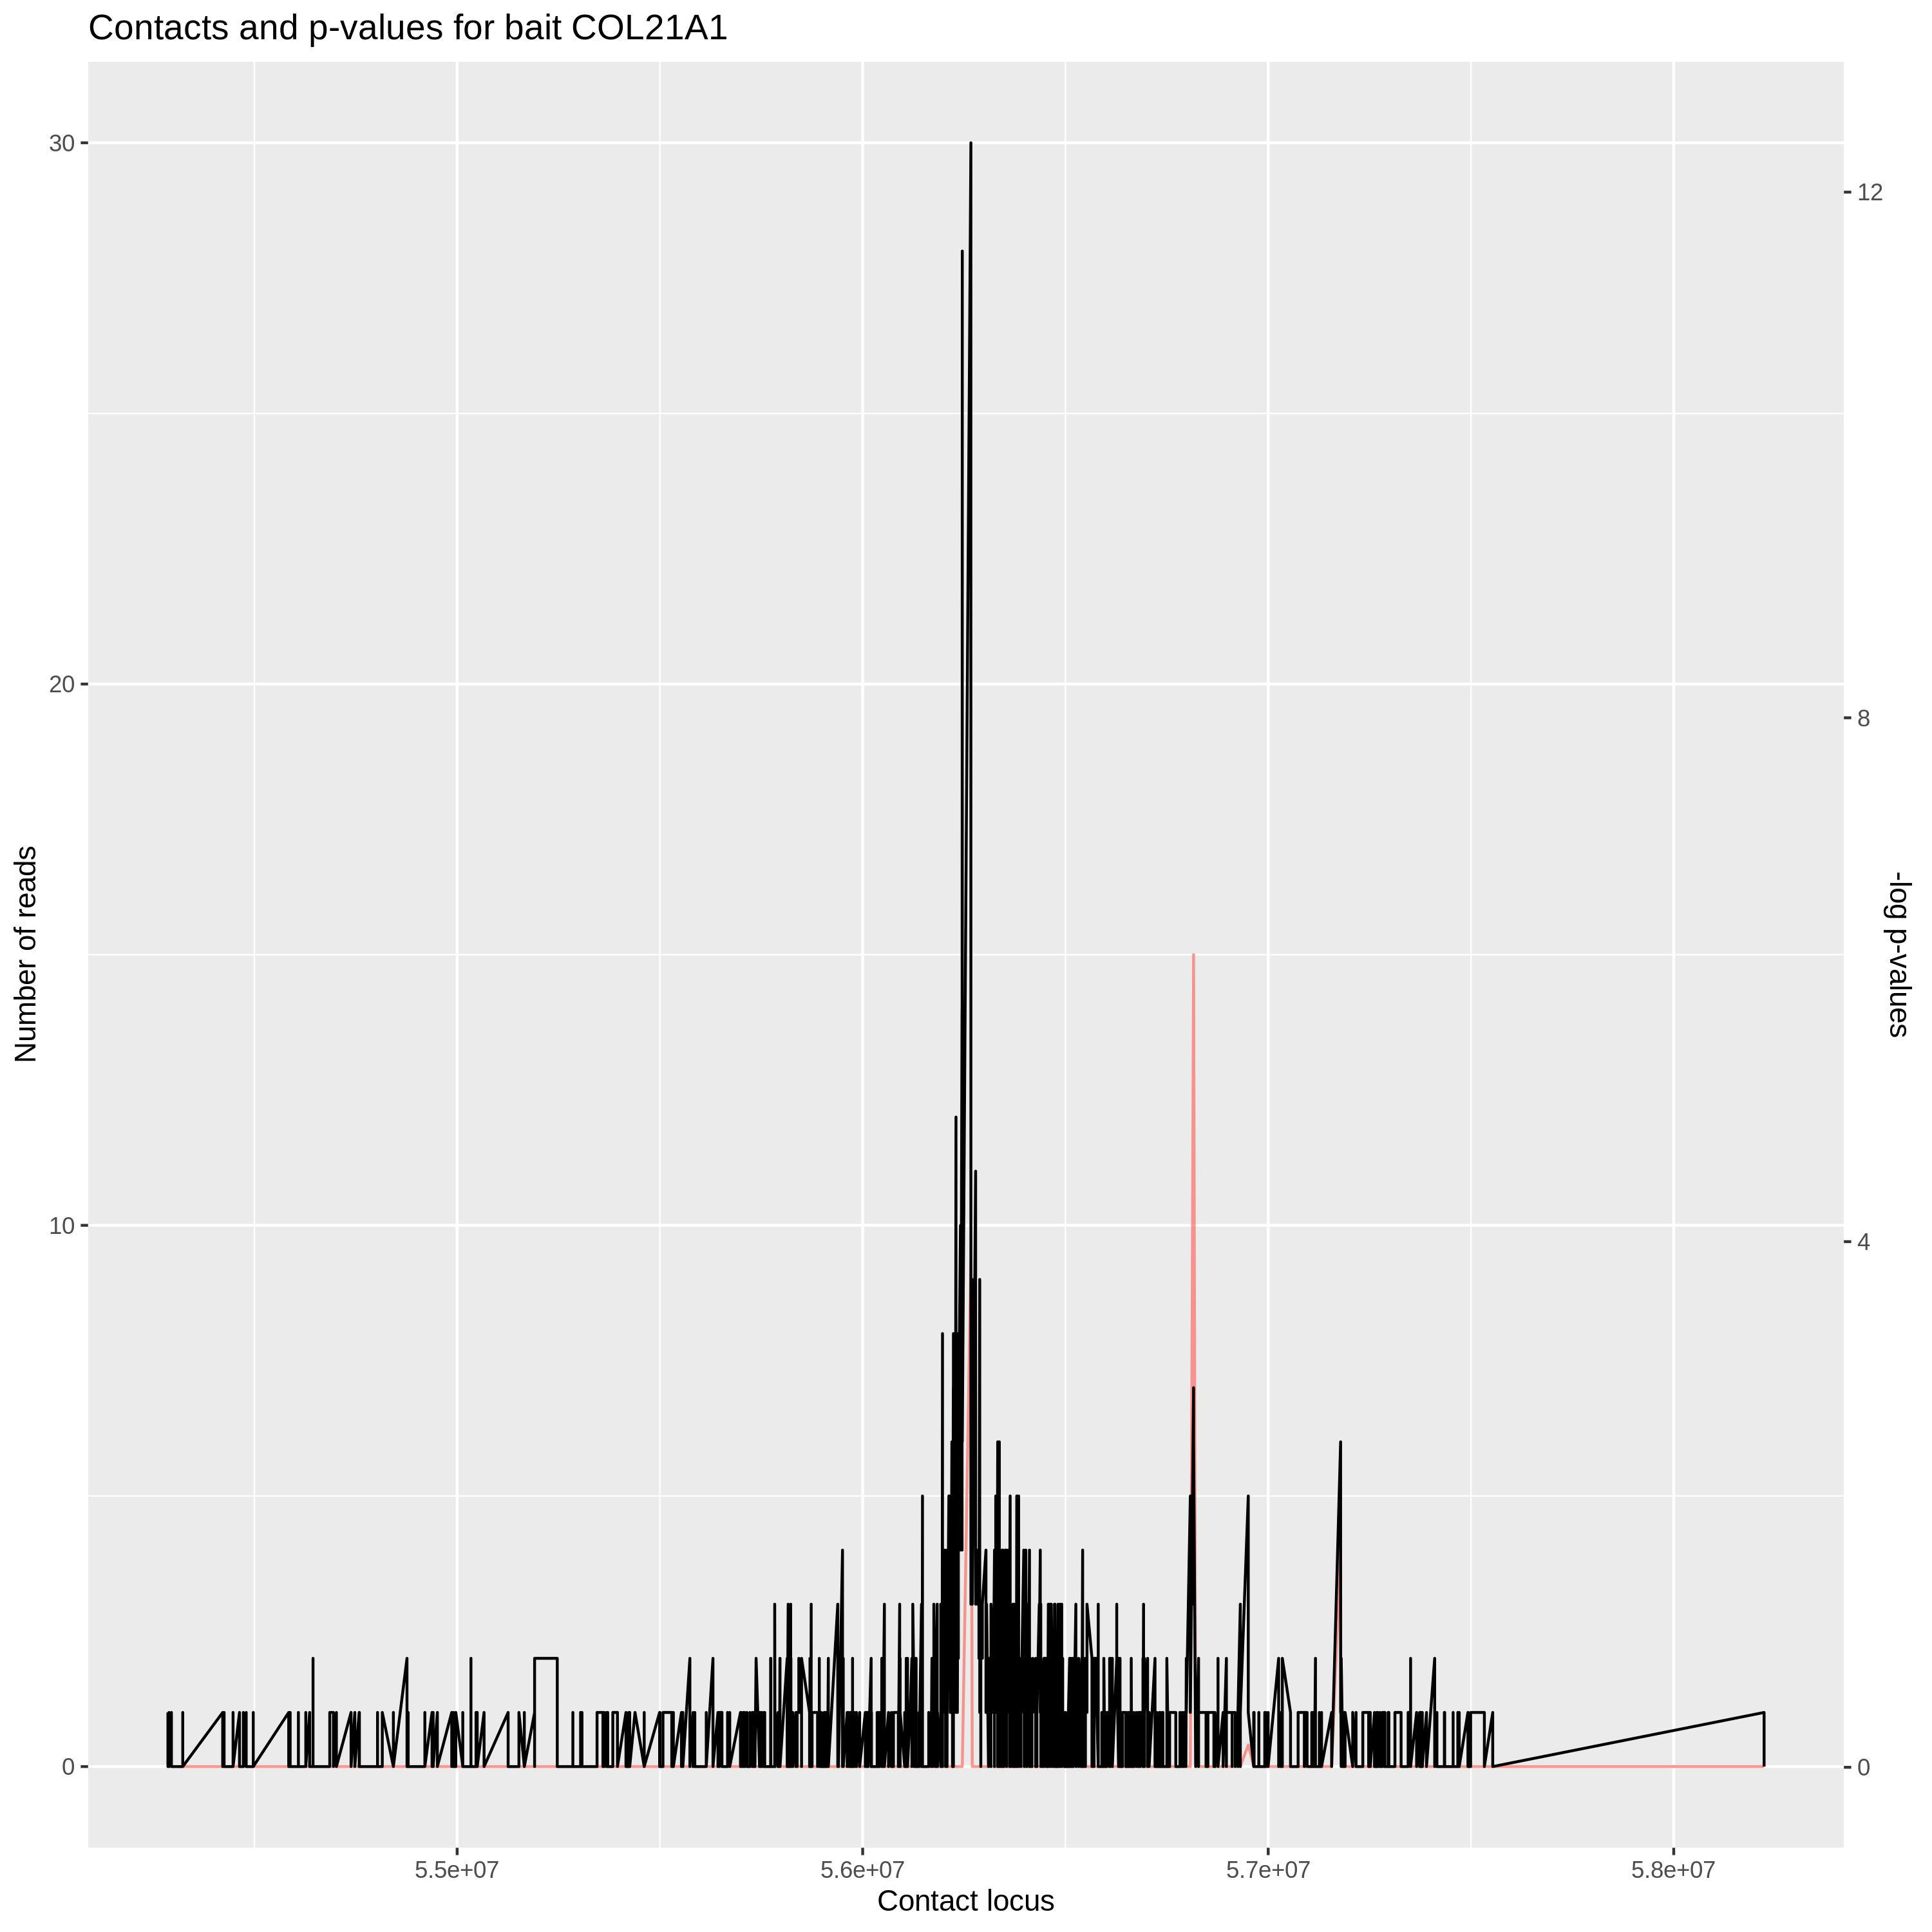 Contacts and p-values for bait COL21A1
30
20
10
0
Number of reads
12
8
4
0
-log p-values
5.5e+07
5.6e+07
5.7e+07
5.8e+07
Contact locus